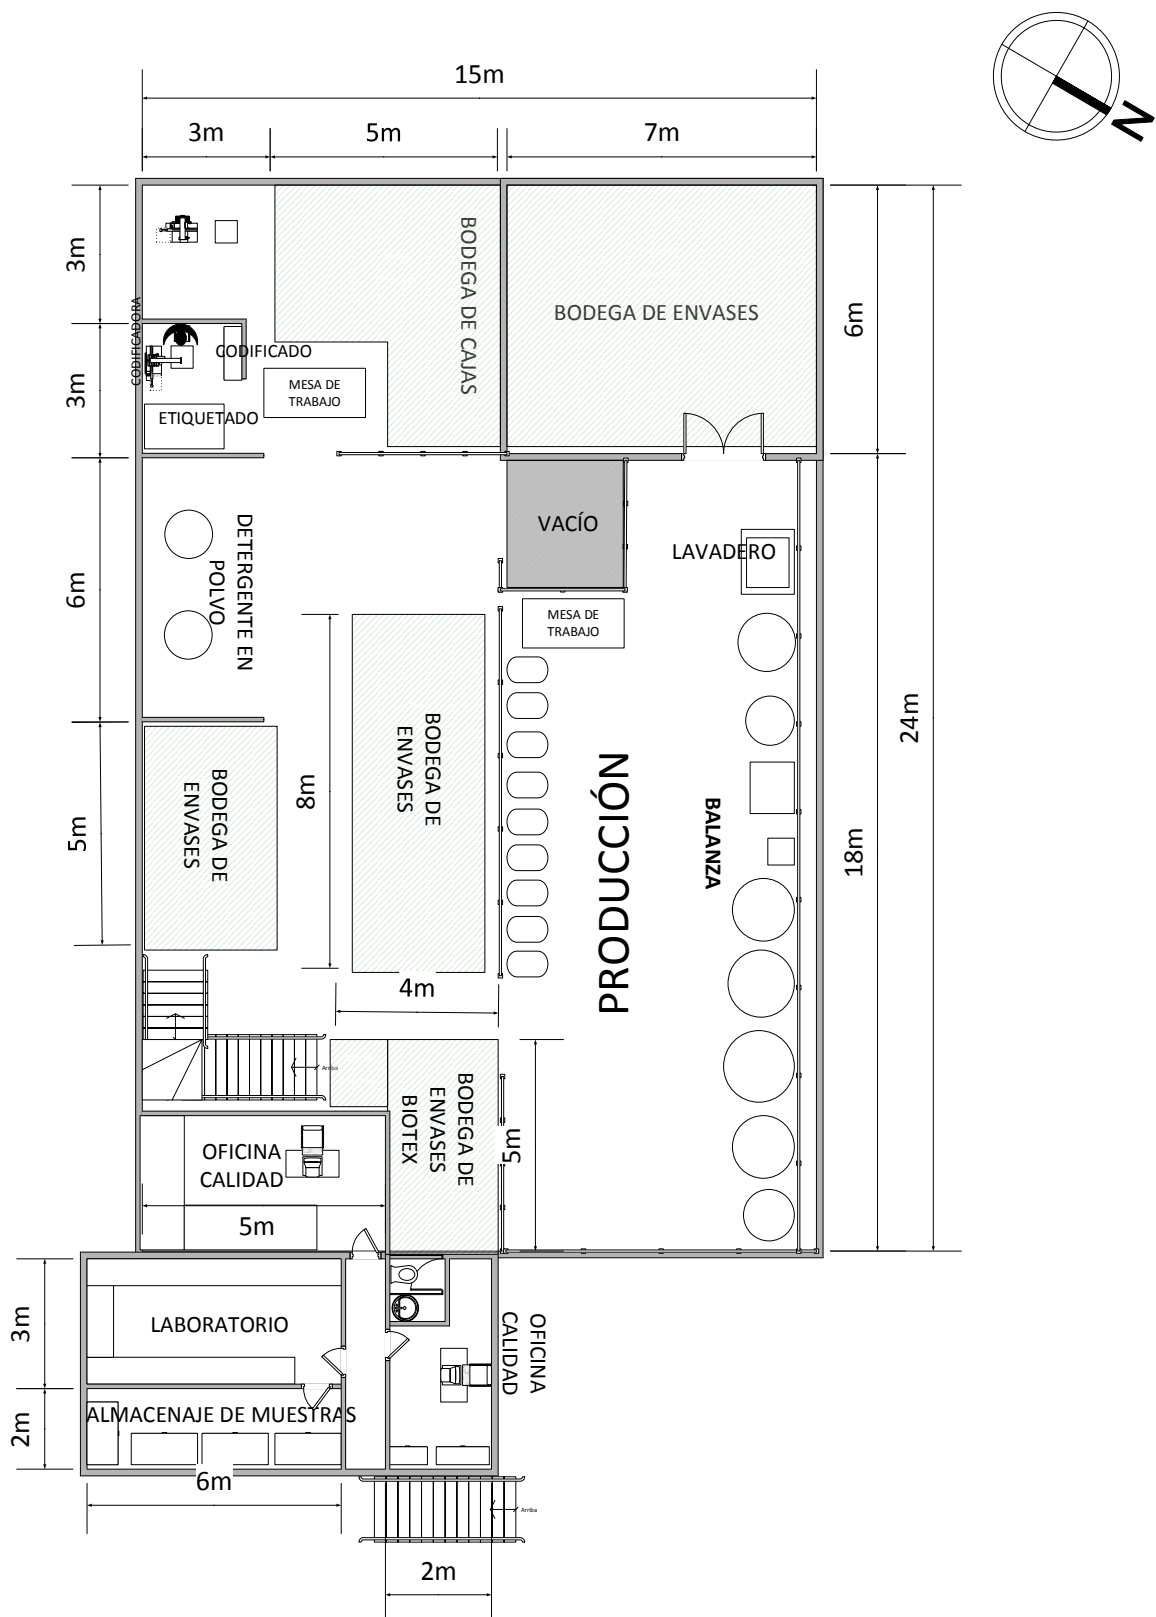 15m
3m
5m
7m
N
3m
3m
6m
5m
6m
18m
24m
BODEGA DE CAJAS
BODEGA DE ENVASES
CODIFICADORA
CODIFICADO
MESA DE
TRABAJO
ETIQUETADO
VACÍO
LAVADERO
DETERGENTE EN
POLVO
MESA DE
TRABAJO
BODEGA DE
ENVASES
8m
BODEGA DE
ENVASES
PRODUCCIÓN
BALANZA
4m
Arriba
BODEGA DE
ENVASES
BIOTEX
5m
OFICINA
CALIDAD
5m
LABORATORIO
3m
OFICINA
CALIDAD
ALMACENAJE DE MUESTRAS
2m
6m
Arriba
2m